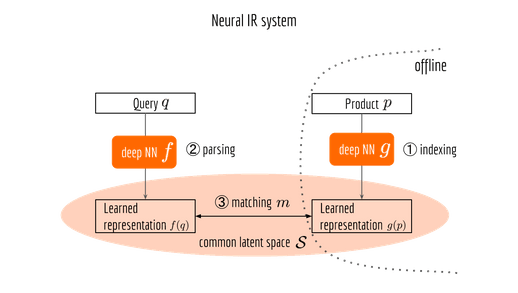 Neural IR system
offline
Query q
Product p
deep NN f
② parsing
deep NN g
① indexing
③ matching m
Learned
representation f(q)
Learned
representation g(p)
common latent space S